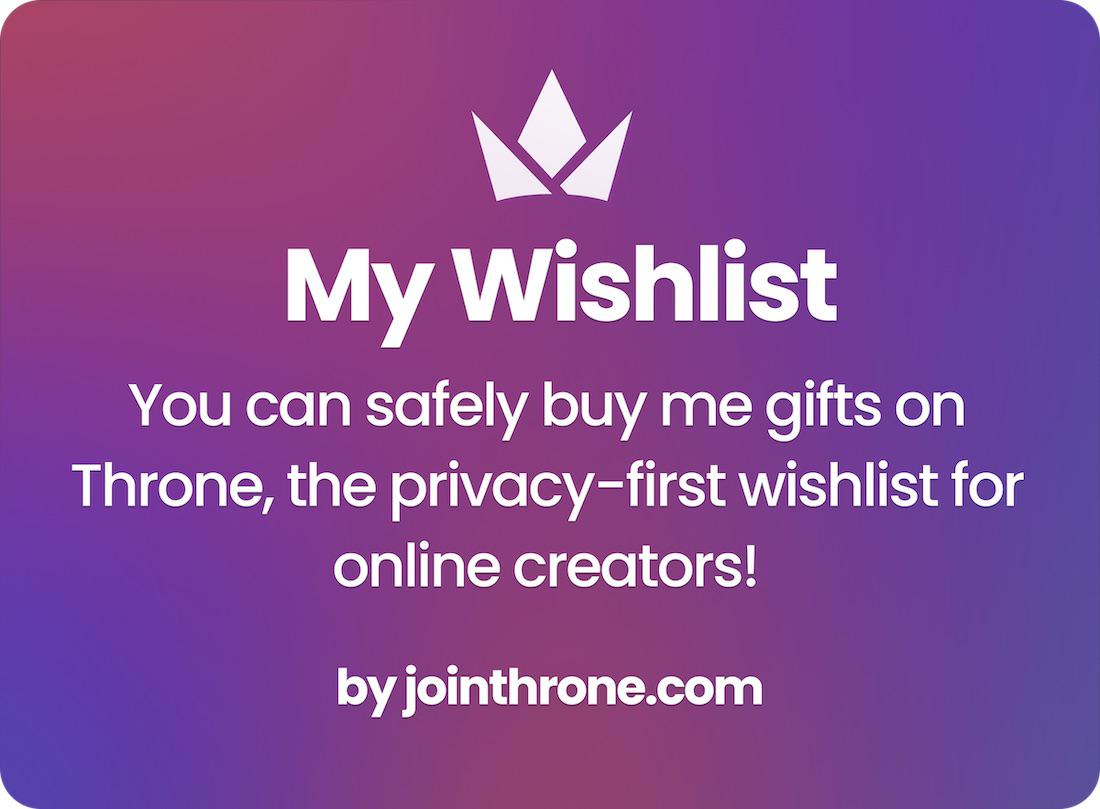 My Wishlist
You can safely buy me gifts on
Throne, the privacy-first wishlist for
online creators!
by jointhrone.com